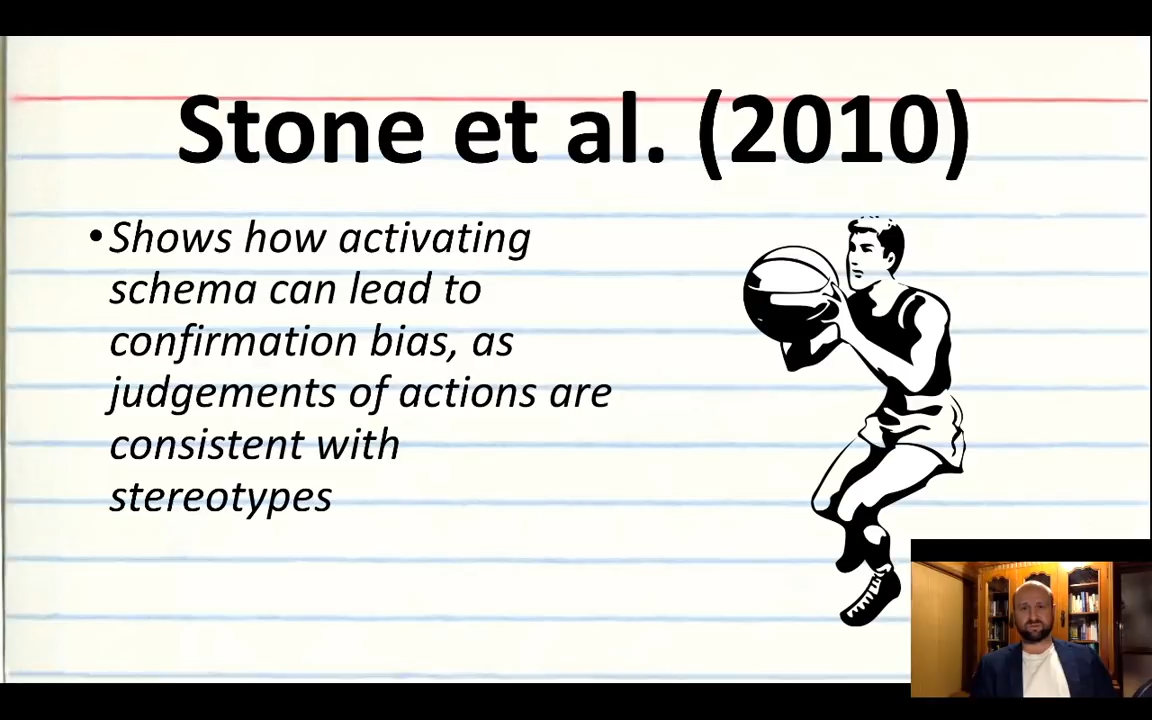 Stone et al. (2010)
•Shows how activating
schema can lead to
confirmation bias, as
judgements of actions are
consistent with
stereotypes